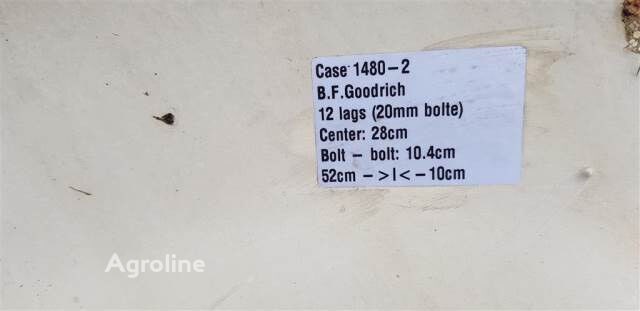 Case 1480-2
B.F.Goodrich
12 lags (20mm bolte)
Center: 28cm
Bolt - bolt: 10.4cm
52cm - >I< -10cm
Agroline